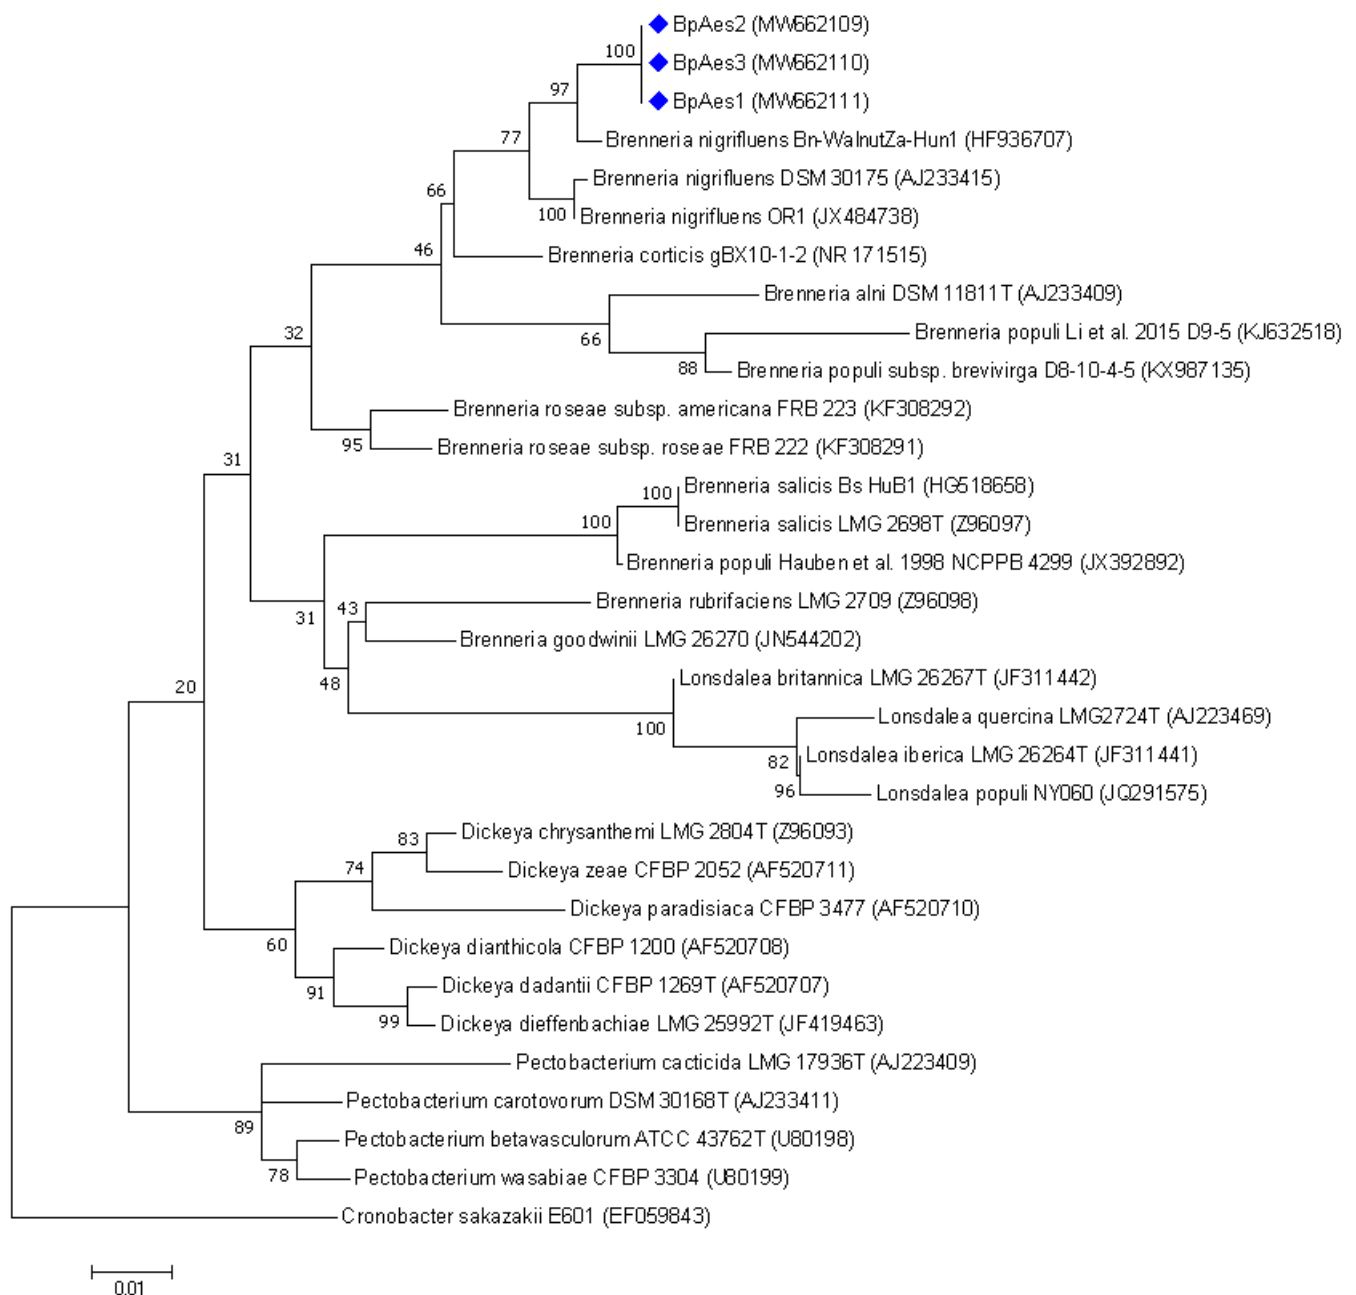 BpAes2 (MW662109)
100
BpAes3 (MW662110)
97
BpAes1 (MW662111)
77
Brenneria nigrifluens Bn-WalnutZa-Hun1 (HF936707)
66
Brenneria nigrifluens DSM 30175 (AJ233415)
100
Brenneria nigrifluens OR1 (JX484738)
46
Brenneria corticis gBX10-1-2 (NR 171515)
Brenneria alni DSM 11811T (AJ233409)
32
66
Brenneria populi Li et al. 2015 D9-5 (KJ632518)
88
Brenneria populi subsp. brevivirga D8-10-4-5 (KX987135)
Brenneria roseae subsp. americana FRB 223 (KF308292)
95
Brenneria roseae subsp. roseae FRB 222 (KF308291)
31
Brenneria salicis Bs HuB1 (HG518658)
100
100
Brenneria salicis LMG 2698T (Z96097)
Brenneria populi Hauben et al. 1998 NCPPB 4299 (JX392892)
31
43
Brenneria rubrifaciens LMG 2709 (Z96098)
Brenneria goodwinii LMG 26270 (JN544202)
48
20
Lonsdalea britannica LMG 26267T (JF311442)
100
Lonsdalea quercina LMG2724T (AJ223469)
82
Lonsdalea iberica LMG 26264T (JF311441)
96
Lonsdalea populi NY060 (JQ291575)
83
Dickeya chrysanthemi LMG 2804T (Z96093)
74
Dickeya zeae CFBP 2052 (AF520711)
Dickeya paradisiaca CFBP 3477 (AF520710)
60
Dickeya dianthicola CFBP 1200 (AF520708)
91
Dickeya dadantii CFBP 1269T (AF520707)
99
Dickeya dieffenbachiae LMG 25992T (JF419463)
Pectobacterium cacticida LMG 17936T (AJ223409)
Pectobacterium carotovorum DSM 30168T (AJ233411)
89
Pectobacterium betavasculorum ATCC 43762T (U80198)
78
Pectobacterium wasabiae CFBP 3304 (U80199)
Cronobacter sakazakii E601 (EF059843)
0.01